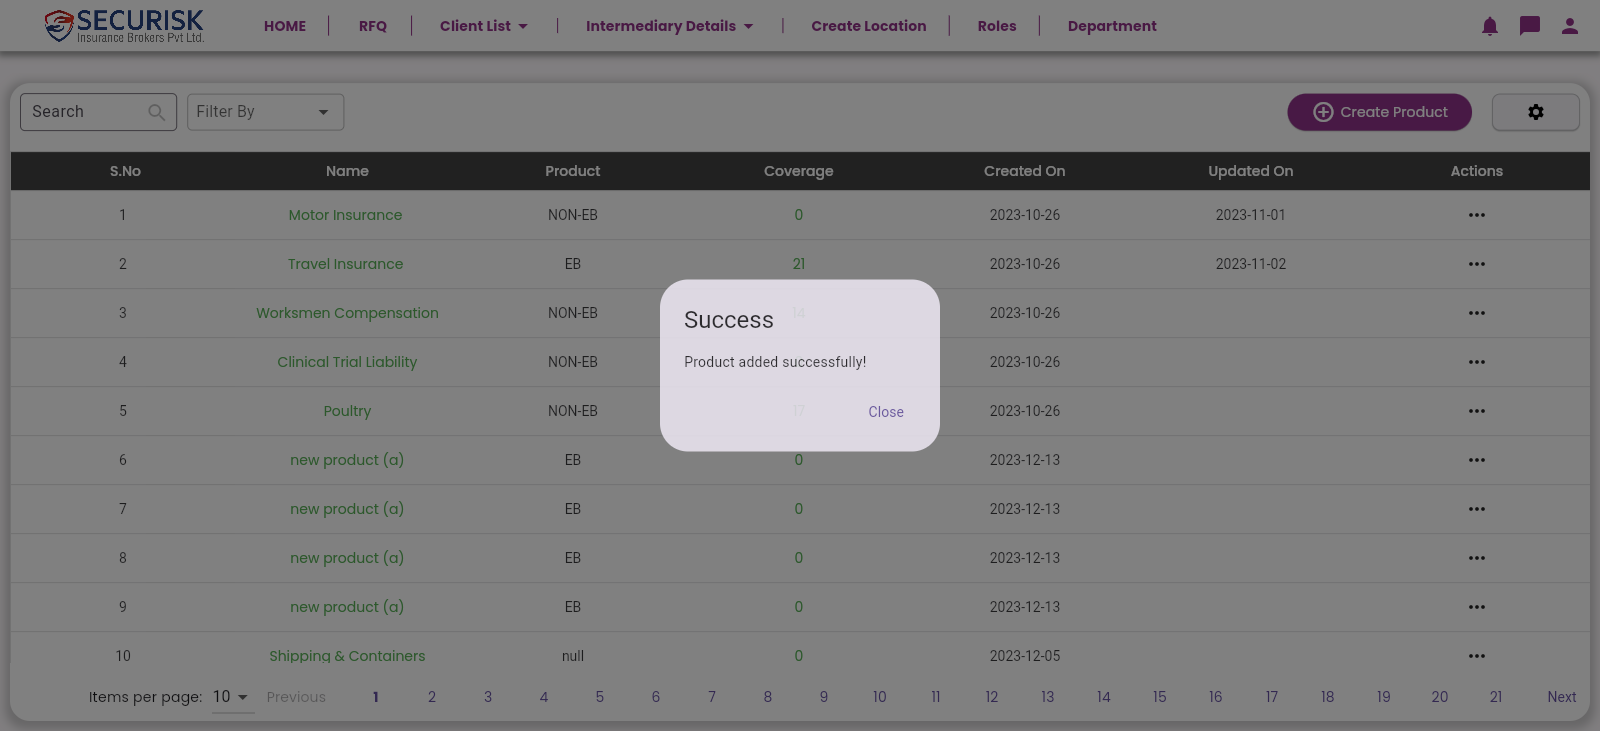 SECURISK
Insurance Brokers Pvt Ltd.
HOME | RFQ | Client List | Intermediary Details | Create Location | Roles | Department
Search
Filter By
Create Product
S.No Name Product Coverage Created On Updated On Actions
1 Motor Insurance NON-EB 0 2023-10-26 2023-11-01 •••
2 Travel Insurance EB 21 2023-10-26 2023-11-02 •••
3 Worksmen Compensation NON-EB 14 2023-10-26 •••
4 Clinical Trial Liability NON-EB 2023-10-26 •••
5 Poultry NON-EB 17 2023-10-26 •••
6 new product (a) EB 0 2023-12-13 •••
7 new product (a) EB 0 2023-12-13 •••
8 new product (a) EB 0 2023-12-13 •••
9 new product (a) EB 0 2023-12-13 •••
10 Shipping & Containers null 0 2023-12-05 •••
Success
Product added successfully!
Close
Items per page: 10 Previous 1 2 3 4 5 6 7 8 9 10 11 12 13 14 15 16 17 18 19 20 21 Next